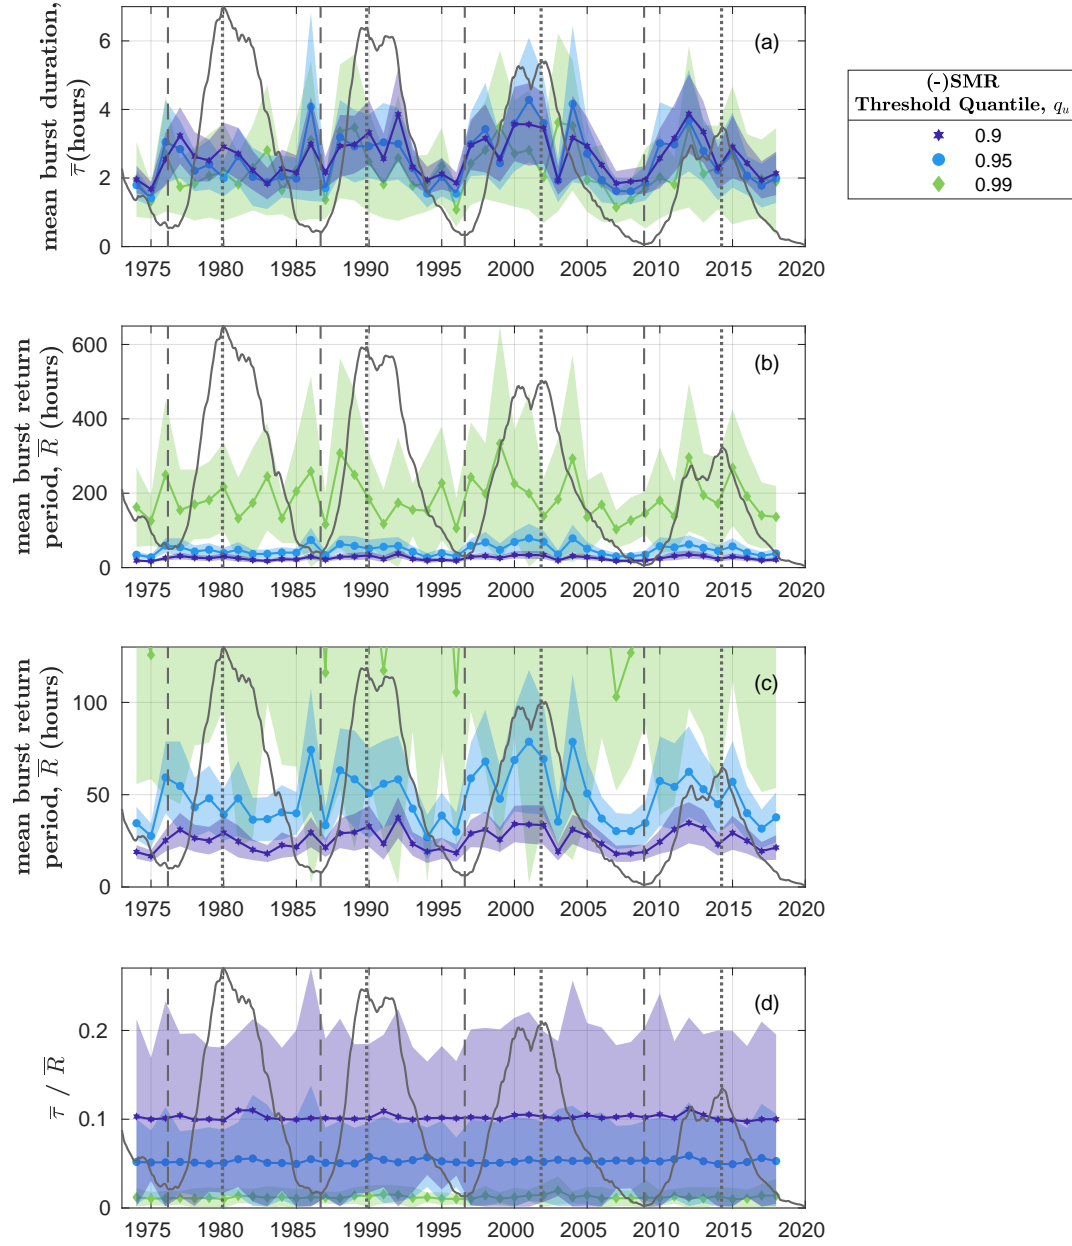 mean burst duration,
τ̅(hours)
6
4
2
0
(a)
1975 1980 1985 1990 1995 2000 2005 2010 2015 2020
(-)SMR
Threshold Quantile, qᵤ
0.9
0.95
0.99
mean burst return
period, R̅ (hours)
600
400
200
0
(b)
1975 1980 1985 1990 1995 2000 2005 2010 2015 2020
mean burst return
period, R̅ (hours)
100
50
0
(c)
1975 1980 1985 1990 1995 2000 2005 2010 2015 2020
τ̅ / R̅
0.2
0.1
0
(d)
1975 1980 1985 1990 1995 2000 2005 2010 2015 2020